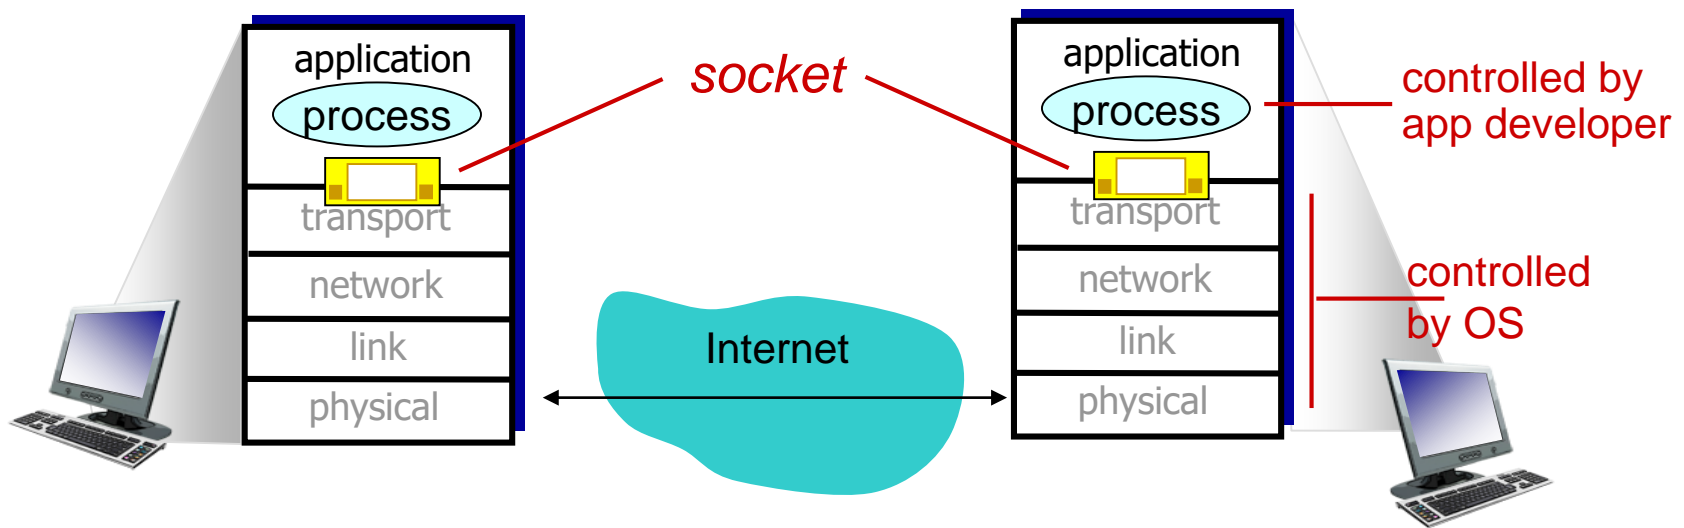 application
process
transport
network
link
physical
socket
Internet
application
process
transport
network
link
physical
controlled by
app developer
controlled
by OS